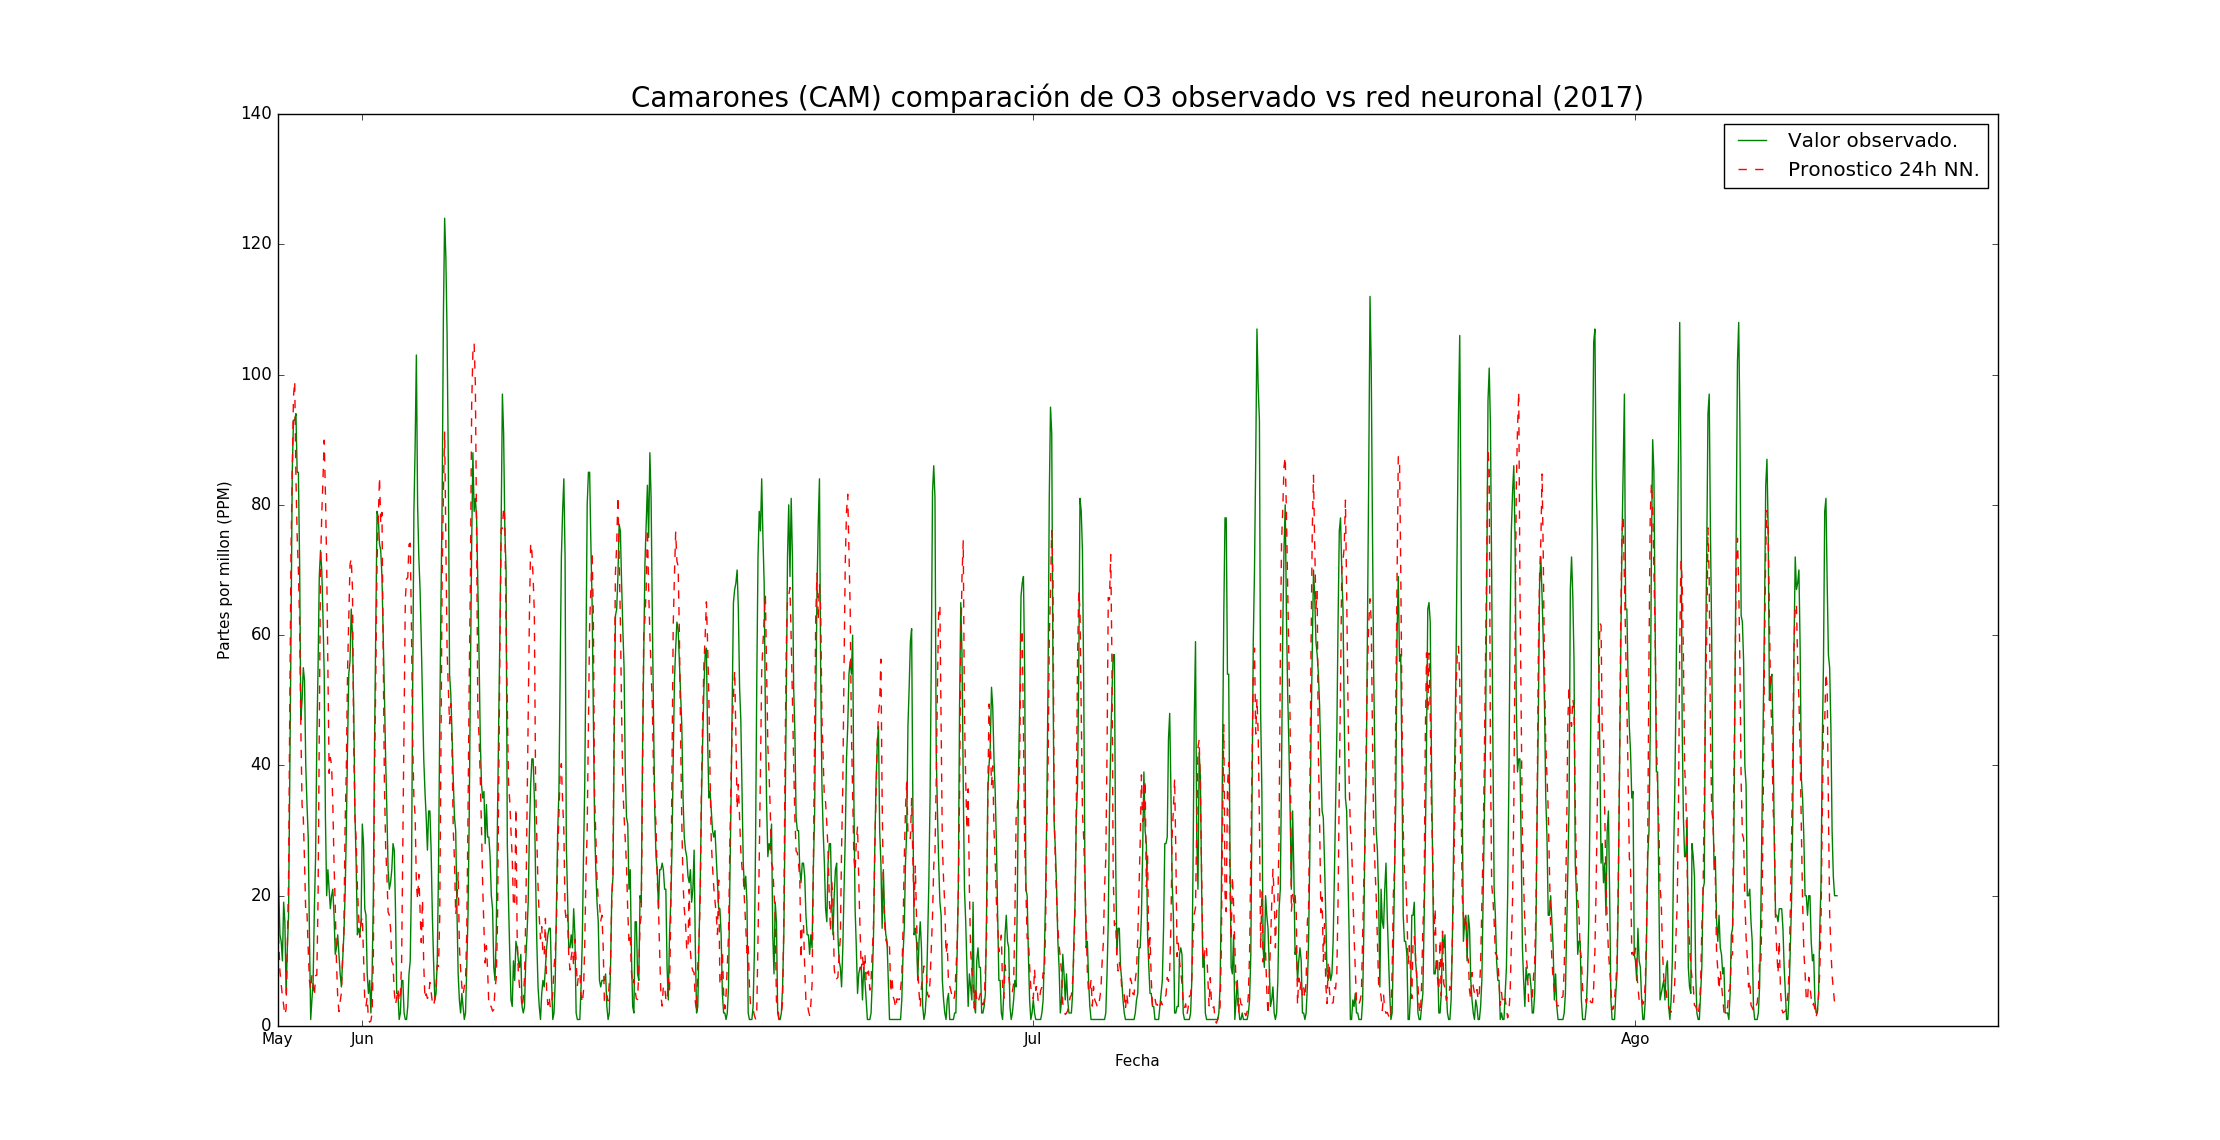 Camarones (CAM) comparación de O3 observado vs red neuronal (2017)
140
120
100
80
60
40
20
0
Partes por millon (PPM)
Valor observado.
Pronostico 24h NN.
May
Jun
Jul
Ago
Fecha